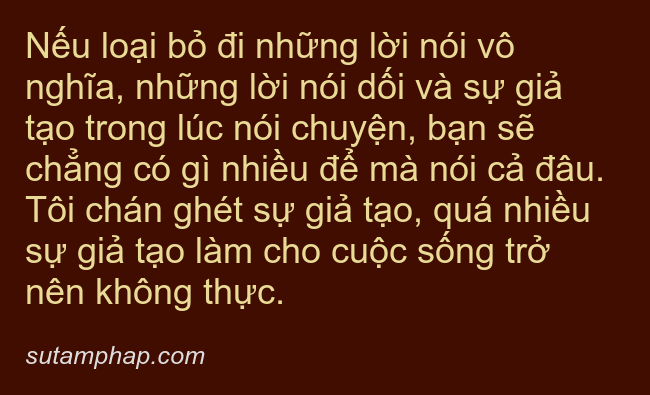 Nếu loại bỏ đi những lời nói vô
nghĩa, những lời nói dối và sự giả
tạo trong lúc nói chuyện, bạn sẽ
chẳng có gì nhiều để mà nói cả đâu.
Tôi chán ghét sự giả tạo, quá nhiều
sự giả tạo làm cho cuộc sống trở
nên không thực.
sutamphap.com